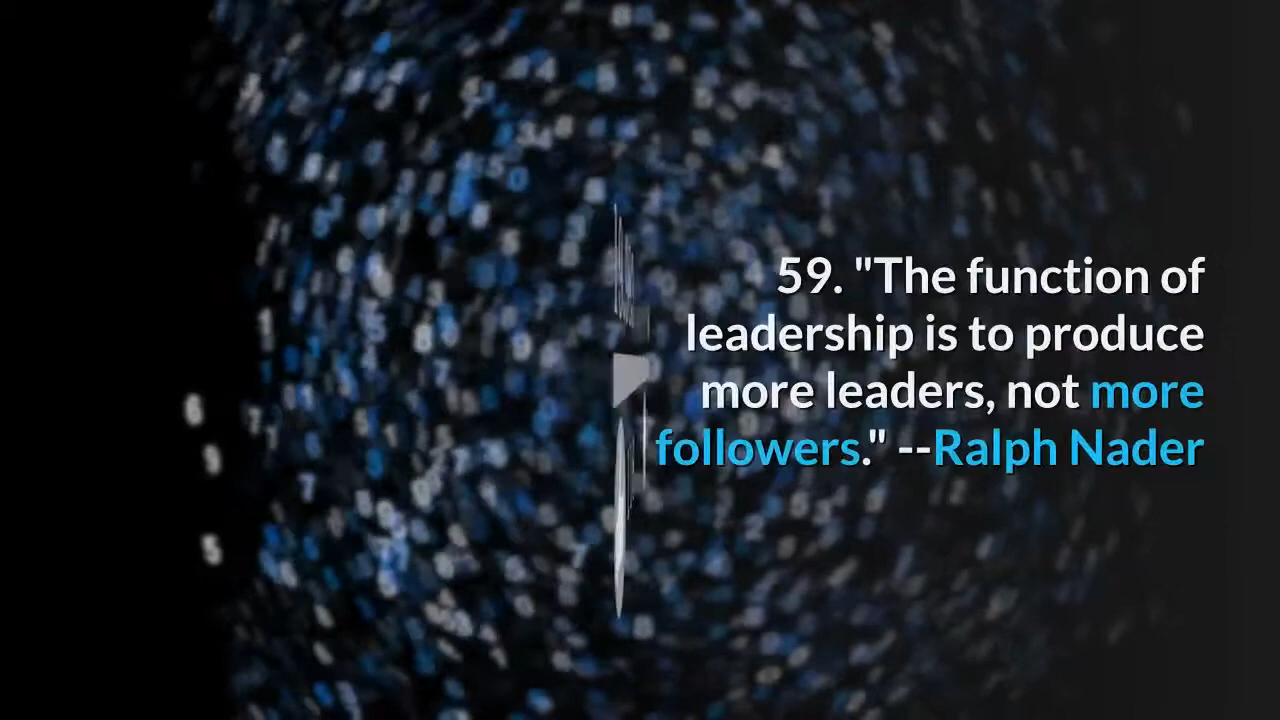 59. "The function of
leadership is to produce
more leaders, not more
followers." --Ralph Nader